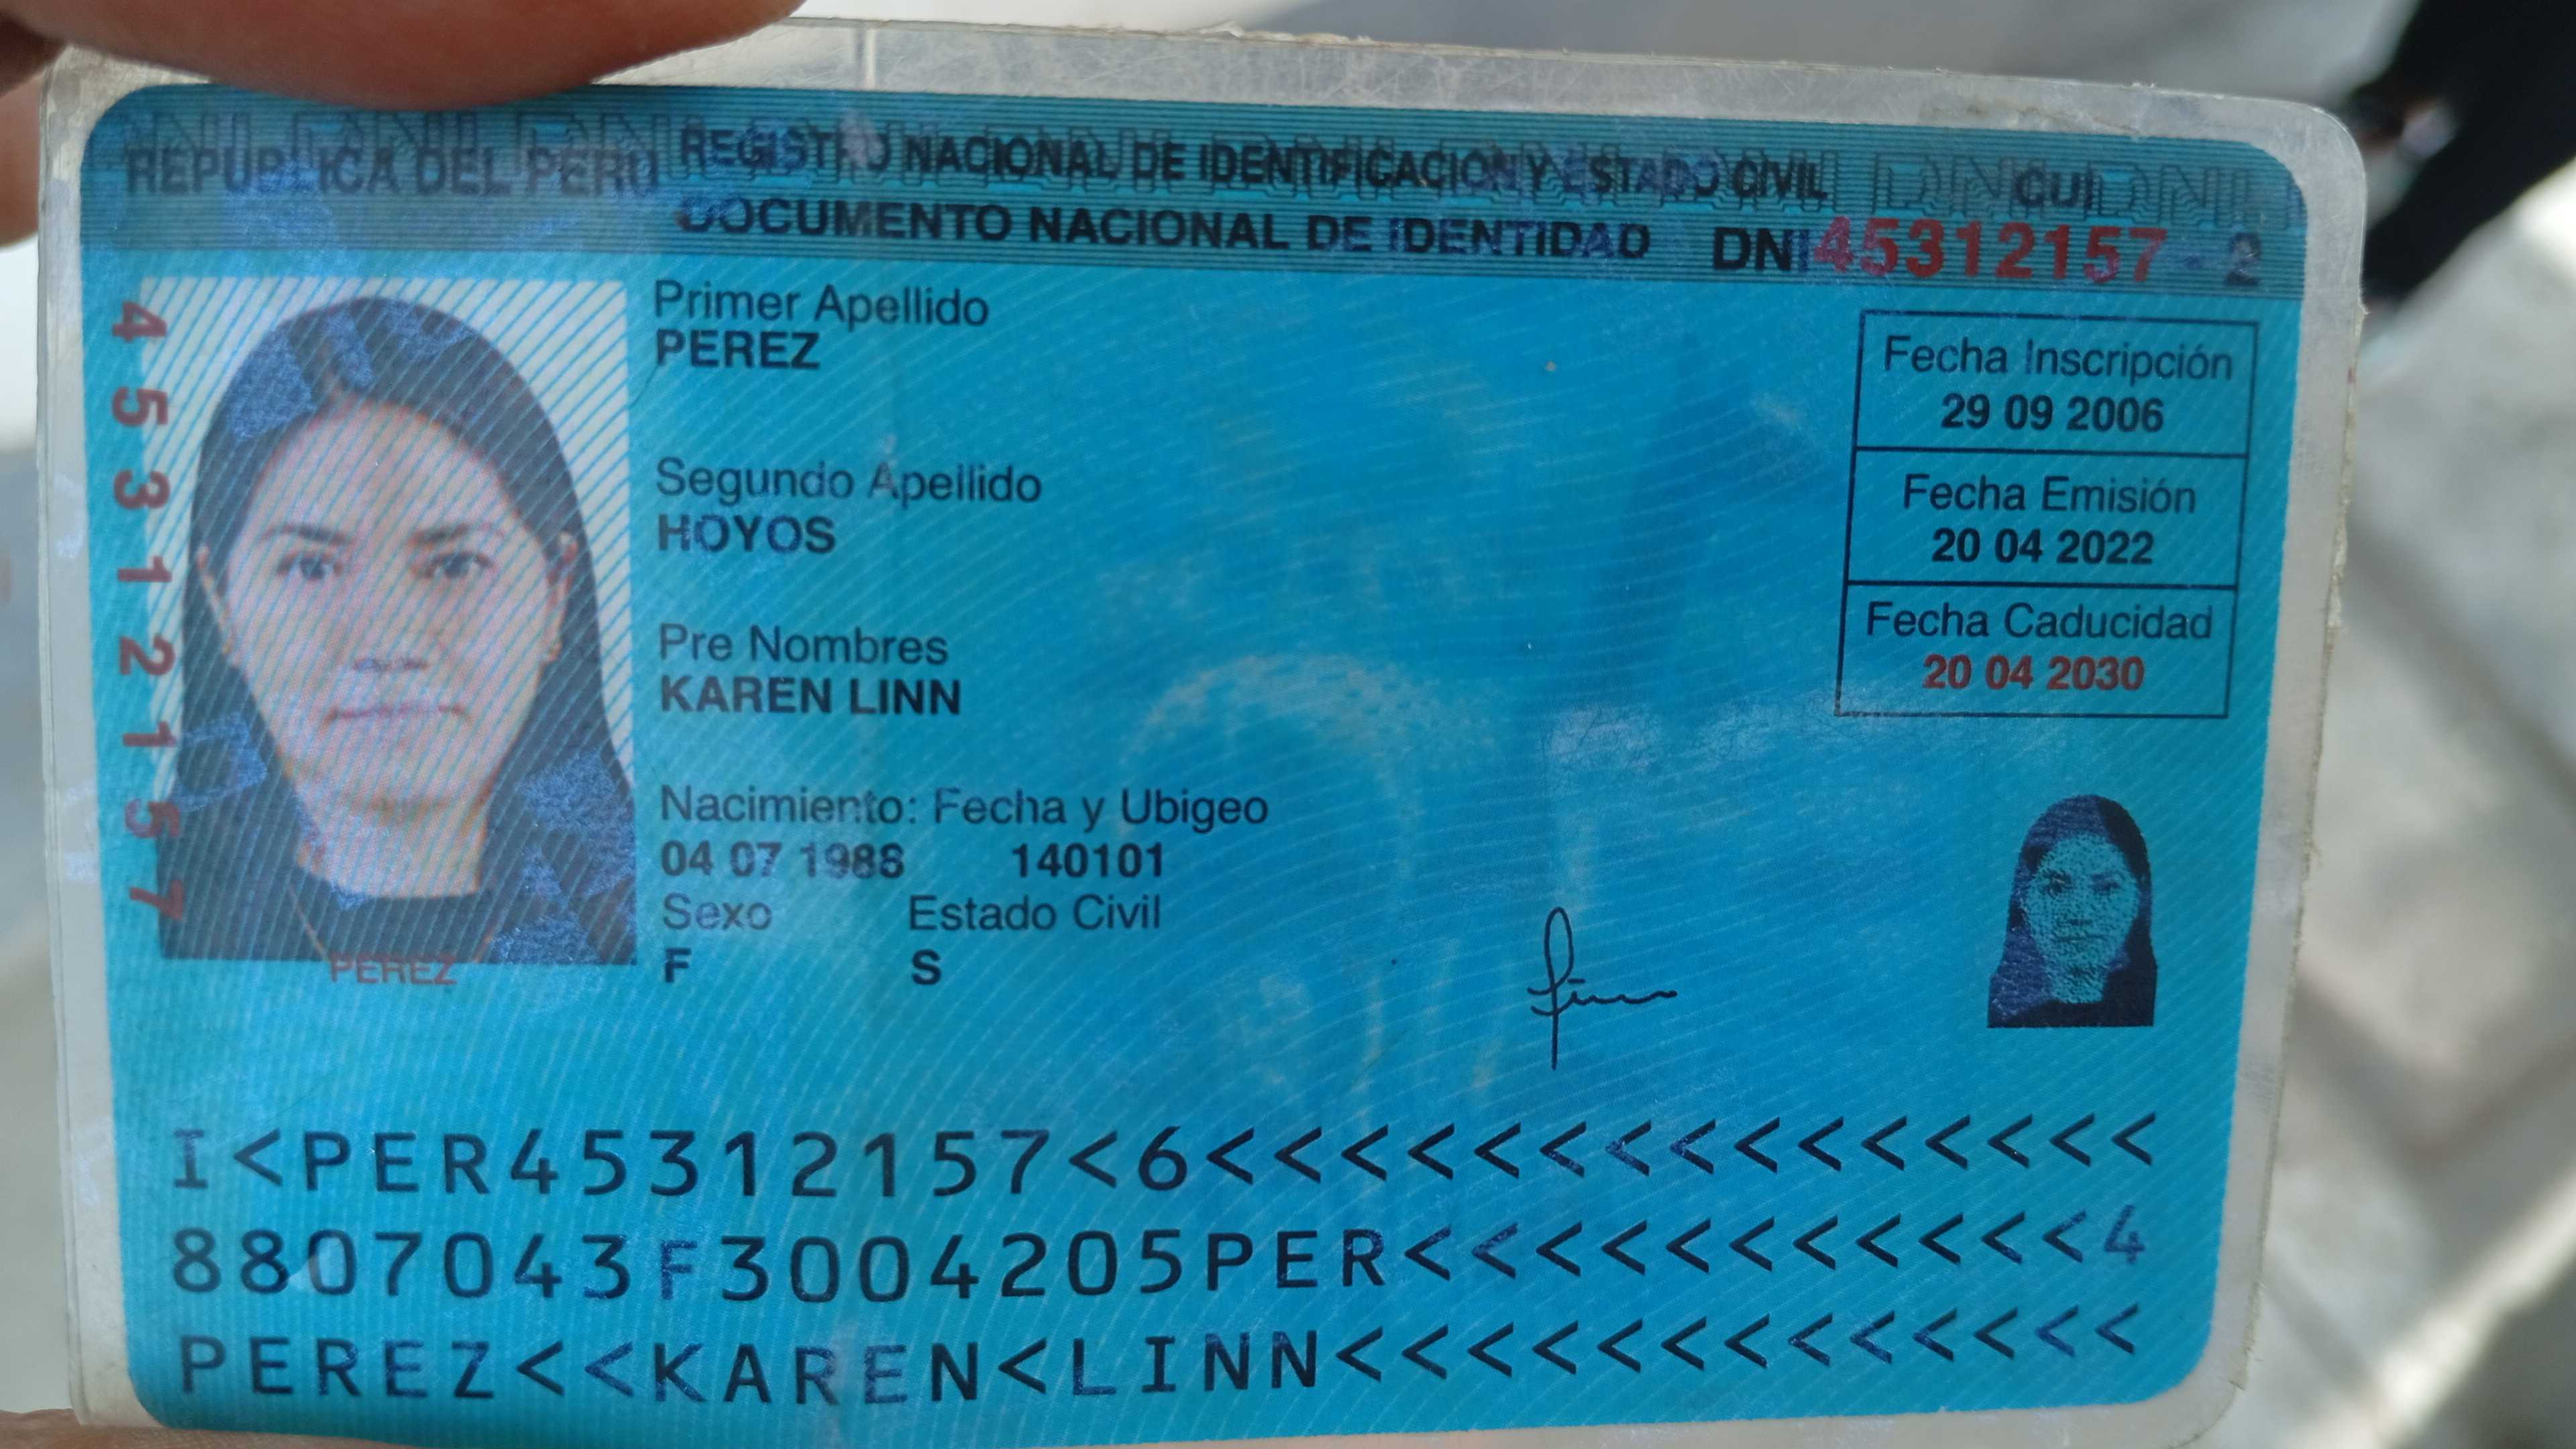 REPUBLICA DEL PERU
REGISTRO NACIONAL DE IDENTIFICACION Y ESTADO CIVIL
CUI
DOCUMENTO NACIONAL DE IDENTIDAD DNI 45312157 - 2
45312157
PEREZ
Primer Apellido
PEREZ
Segundo Apellido
HOYOS
Pre Nombres
KAREN LINN
Nacimiento: Fecha y Ubigeo
04 07 1988 140101
Sexo Estado Civil
F S
Fecha Inscripción
29 09 2006
Fecha Emisión
20 04 2022
Fecha Caducidad
20 04 2030
I<PER45312157<6<<<<<<<<<<<<<<<
8807043F3004205PER<<<<<<<<<<<4
PEREZ<<KAREN<LINN<<<<<<<<<<<<<